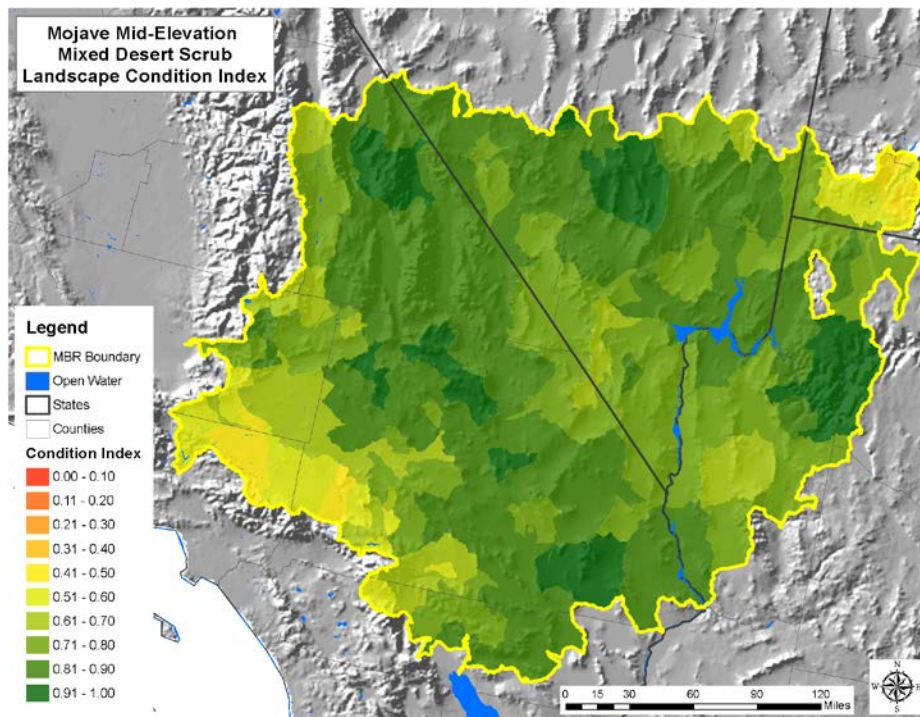 Mojave Mid-Elevation
Mixed Desert Scrub
Landscape Condition Index
Legend
MBR Boundary
Open Water
States
Counties
Condition Index
0.00 - 0.10
0.11 - 0.20
0.21 - 0.30
0.31 - 0.40
0.41 - 0.50
0.51 - 0.60
0.61 - 0.70
0.71 - 0.80
0.81 - 0.90
0.91 - 1.00
0 15 30 60 90 120
Miles
N
W E
S